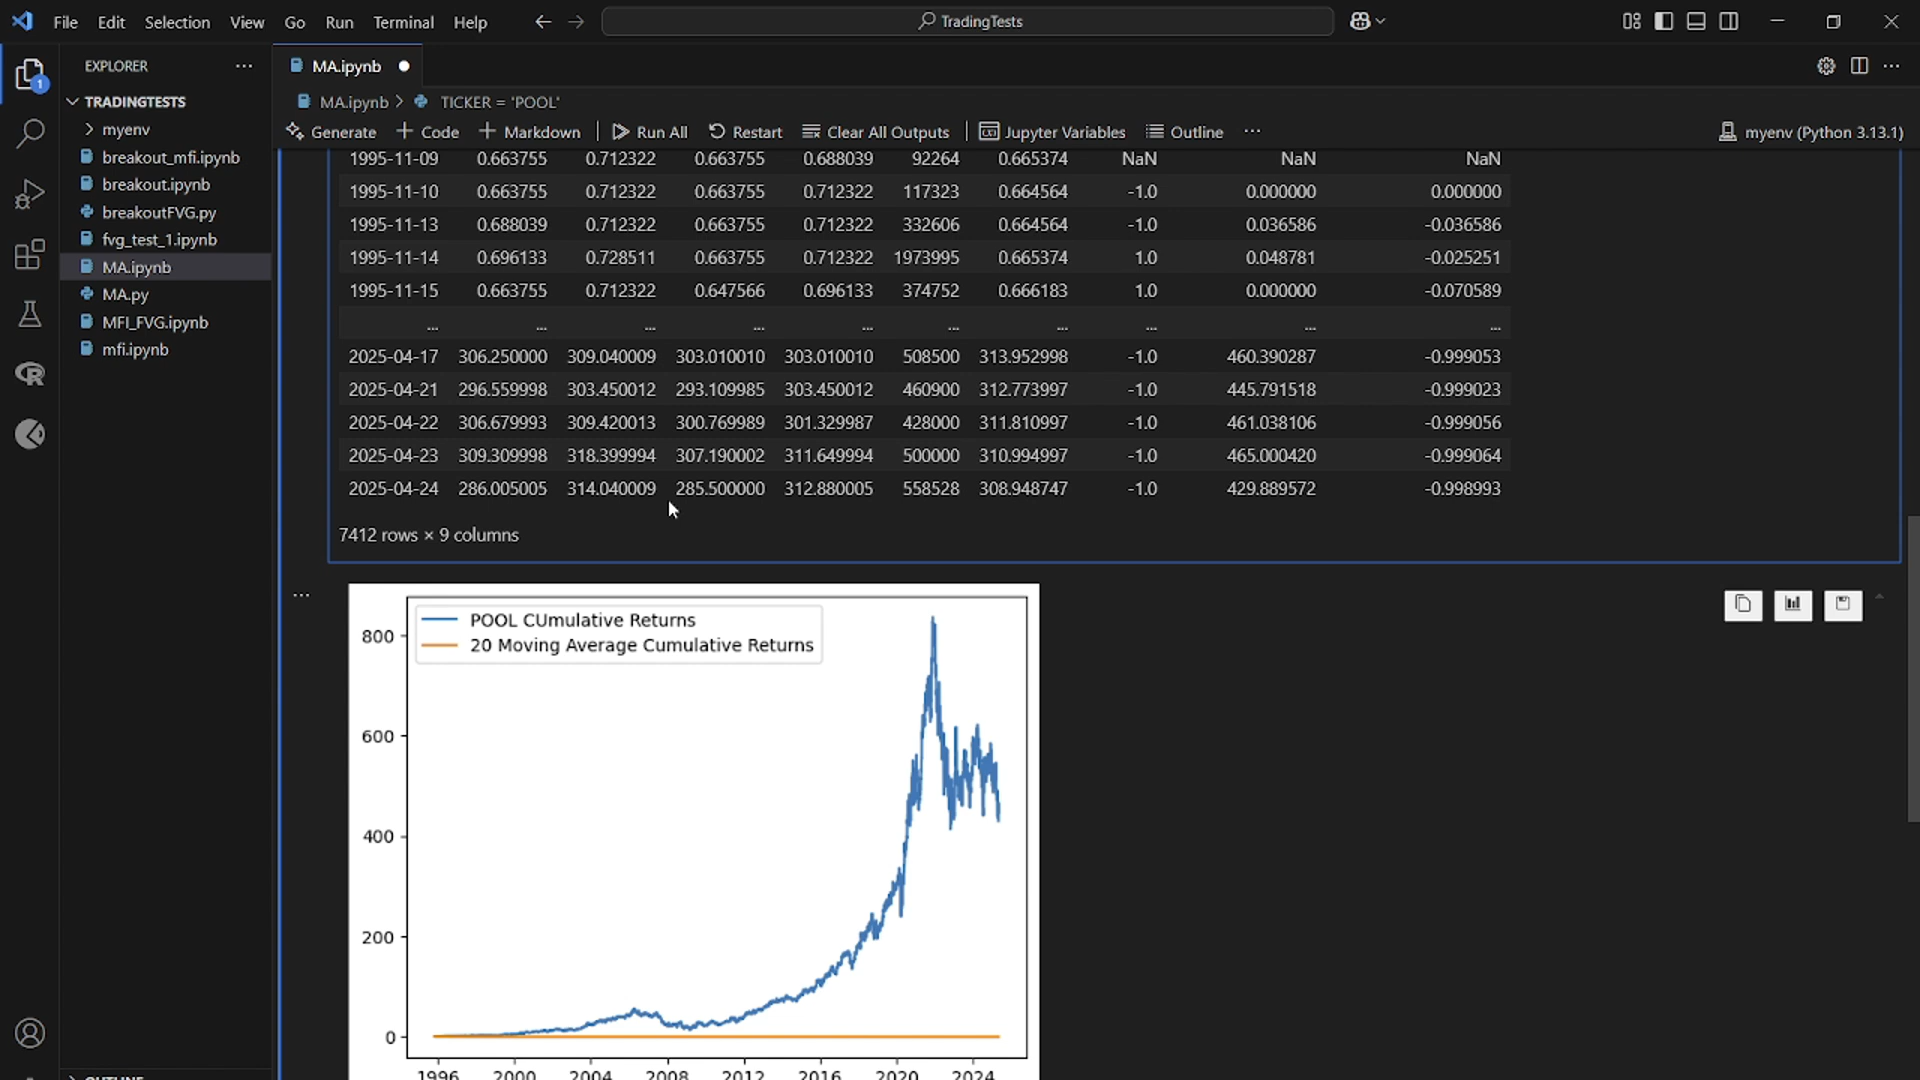 File Edit Selection View Go Run Terminal Help
TradingTests
EXPLORER
MA.ipynb
TRADINGTESTS
MA.ipynb > TICKER = 'POOL'
myenv
Generate + Code + Markdown Run All Restart Clear All Outputs Jupyter Variables Outline ... myenv (Python 3.13.1)
breakout_mfi.ipynb
breakout.ipynb
breakoutFVG.py
fvg_test_1.ipynb
MA.ipynb
MA.py
MFI_FVG.ipynb
mfi.ipynb
1
1995-11-09 0.663755 0.712322 0.663755 0.688039 92264 0.665374 NaN NaN NaN
1995-11-10 0.663755 0.712322 0.663755 0.712322 117323 0.664564 -1.0 0.000000 0.000000
1995-11-13 0.688039 0.712322 0.663755 0.712322 332606 0.664564 -1.0 0.036586 -0.036586
1995-11-14 0.696133 0.728511 0.663755 0.712322 1973995 0.665374 1.0 0.048781 -0.025251
1995-11-15 0.663755 0.712322 0.647566 0.696133 374752 0.666183 1.0 0.000000 -0.070589
... ... ... ... ... ... ... ... ... ...
2025-04-17 306.250000 309.040009 303.010010 303.010010 508500 313.952998 -1.0 460.390287 -0.999053
2025-04-21 296.559998 303.450012 293.109985 303.450012 460900 312.773997 -1.0 445.791518 -0.999023
2025-04-22 306.679993 309.420013 300.769989 301.329987 428000 311.810997 -1.0 461.038106 -0.999056
2025-04-23 309.309998 318.399994 307.190002 311.649994 500000 310.994997 -1.0 465.000420 -0.999064
2025-04-24 286.005005 314.040009 285.500000 312.880005 558528 308.948747 -1.0 429.889572 -0.998993
7412 rows × 9 columns
POOL CUmulative Returns
20 Moving Average Cumulative Returns
800
600
400
200
0
1996 2000 2004 2008 2012 2016 2020 2024
OUTLINE